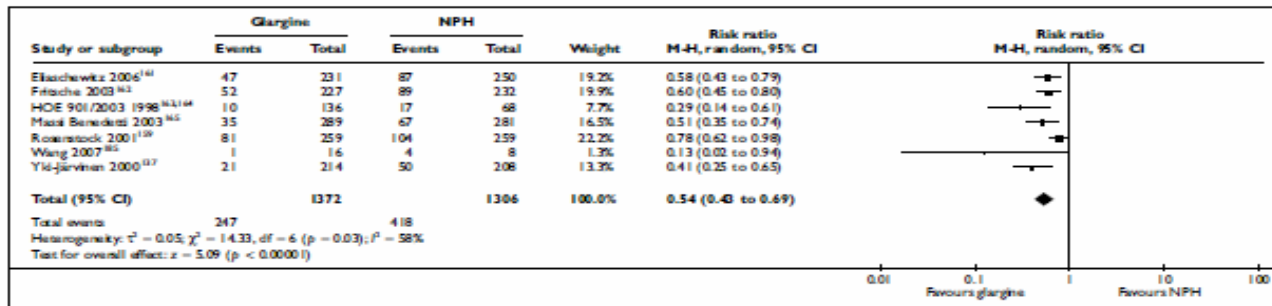 Glargine NPH Risk ratio Risk ratio
Study or subgroup Events Total Events Total Weight M-H, random, 95% CI M-H, random, 95% CI
Eliaschewitz 2006¹⁶¹ 47 231 87 250 19.2% 0.58 (0.43 to 0.79)
Fritsche 2003¹⁶² 52 227 89 232 19.9% 0.60 (0.45 to 0.80)
HOE 901/2003 1998¹⁶³,¹⁶⁴ 10 136 17 68 7.7% 0.29 (0.14 to 0.61)
Massi Benedetti 2003¹⁶⁵ 35 289 67 281 16.5% 0.51 (0.35 to 0.74)
Rosenstock 2001¹⁵⁹ 81 259 104 259 22.2% 0.78 (0.62 to 0.98)
Wang 2007¹⁸⁵ 1 16 4 8 1.3% 0.13 (0.02 to 0.94)
Yki-Järvinen 2000¹³⁷ 21 214 50 208 13.3% 0.41 (0.25 to 0.65)
Total (95% CI) 1372 1306 100.0% 0.54 (0.43 to 0.69)
Total events 247 418
Heterogeneity: τ² = 0.05; χ² = 14.33, df = 6 (p = 0.03); I² = 58%
Test for overall effect: z = 5.09 (p < 0.00001)
0.01 0.1 1 10 100
Favours glargine Favours NPH